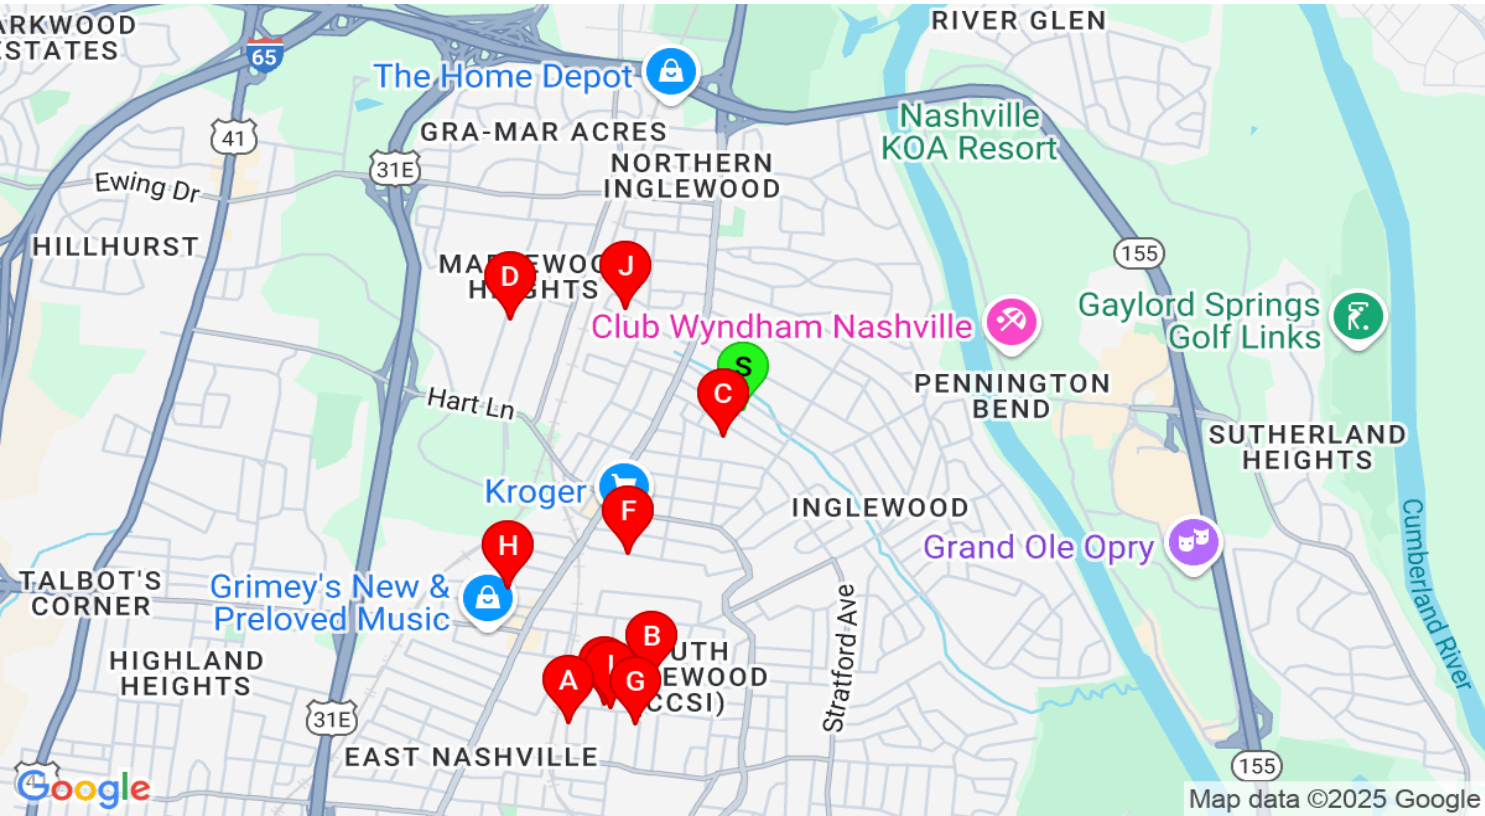 ARKWOOD
ESTATES
65
41
31E
The Home Depot
GRA-MAR ACRES
RIVER GLEN
Nashville
KOA Resort
NORTHERN
INGLEWOOD
Ewing Dr
HILLHURST
155
D
J
HEIGHTS
Club Wyndham Nashville
Gaylord Springs
Golf Links
S
C
PENNINGTON
BEND
Hart Ln
SUTHERLAND
HEIGHTS
Kroger
F
INGLEWOOD
H
Grand Ole Opry
Cumberland River
TALBOT'S
CORNER
Grimey's New &
Preloved Music
Stratford Ave
HIGHLAND
HEIGHTS
B
I
A
G
(CCSI)
31E
EAST NASHVILLE
155
Google
Map data ©2025 Google